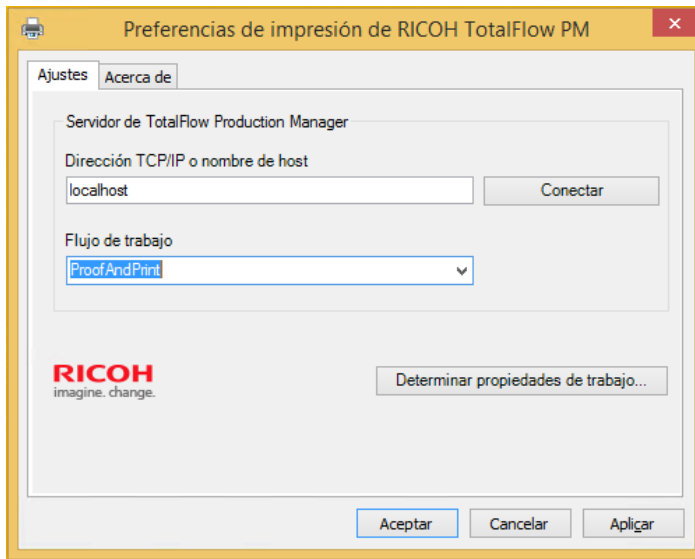 Preferencias de impresión de RICOH TotalFlow PM
Ajustes
Acerca de
Servidor de TotalFlow Production Manager
Dirección TCP/IP o nombre de host
localhost
Conectar
Flujo de trabajo
ProofAndPrint
RICOH
imagine. change.
Determinar propiedades de trabajo...
Aceptar
Cancelar
Aplicar